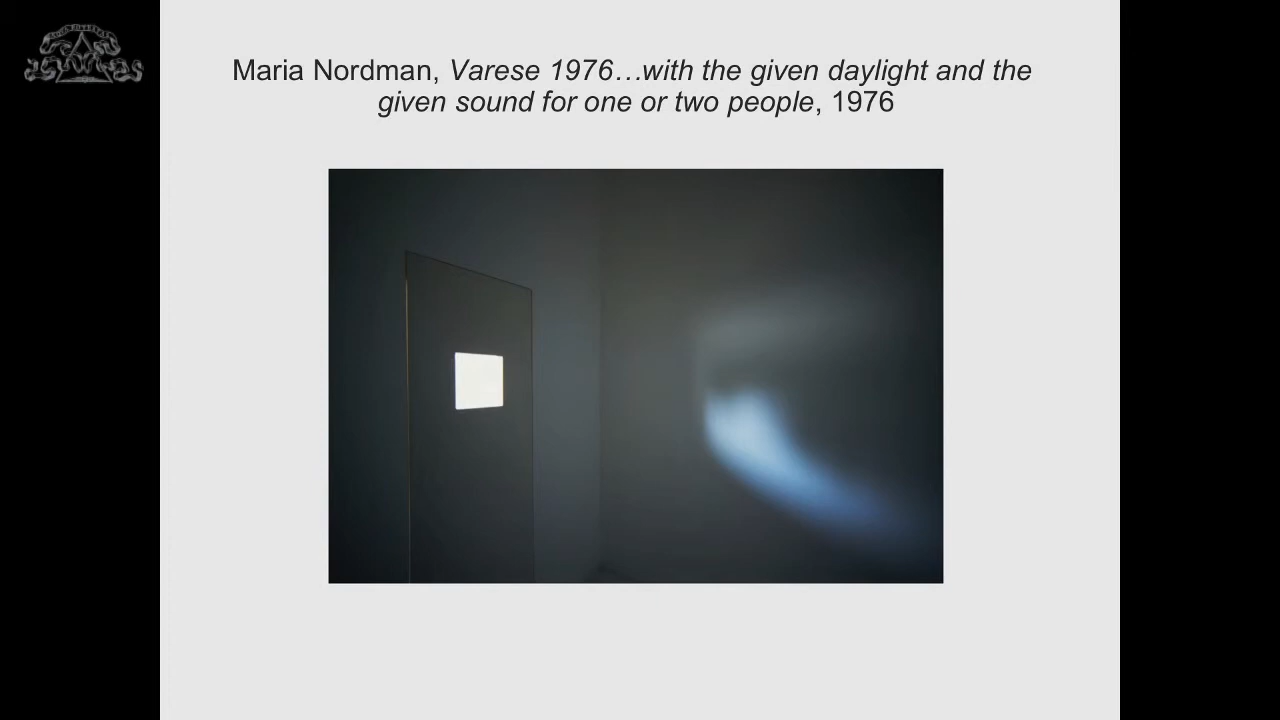 Maria Nordman, Varese 1976…with the given daylight and the
given sound for one or two people, 1976